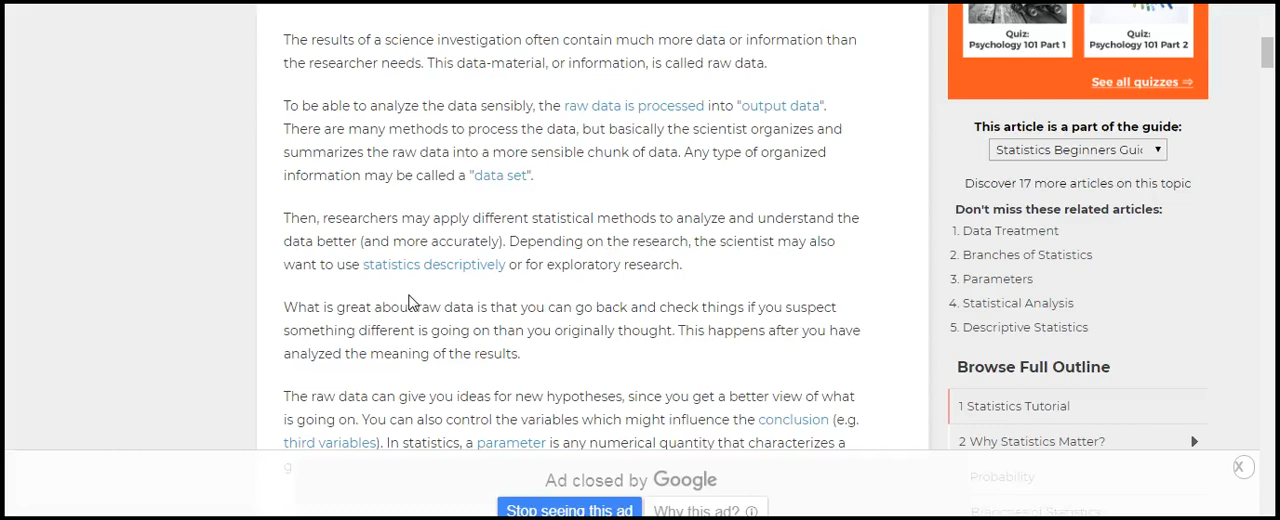 The results of a science investigation often contain much more data or information than
the researcher needs. This data-material, or information, is called raw data.
To be able to analyze the data sensibly, the raw data is processed into "output data".
There are many methods to process the data, but basically the scientist organizes and
summarizes the raw data into a more sensible chunk of data. Any type of organized
information may be called a "data set".
Then, researchers may apply different statistical methods to analyze and understand the
data better (and more accurately). Depending on the research, the scientist may also
want to use statistics descriptively or for exploratory research.
What is great about raw data is that you can go back and check things if you suspect
something different is going on than you originally thought. This happens after you have
analyzed the meaning of the results.
The raw data can give you ideas for new hypotheses, since you get a better view of what
is going on. You can also control the variables which might influence the conclusion (e.g.
third variables). In statistics, a parameter is any numerical quantity that characterizes a
g
Quiz:
Psychology 101 Part 1
Quiz:
Psychology 101 Part 2
See all quizzes ⇒
This article is a part of the guide:
Statistics Beginners Gui
Discover 17 more articles on this topic
Don't miss these related articles:
1. Data Treatment
2. Branches of Statistics
3. Parameters
4. Statistical Analysis
5. Descriptive Statistics
Browse Full Outline
1 Statistics Tutorial
2 Why Statistics Matter?
Probability
Branches of Statistics
Ad closed by Google
Stop seeing this ad
Why this ad?
X